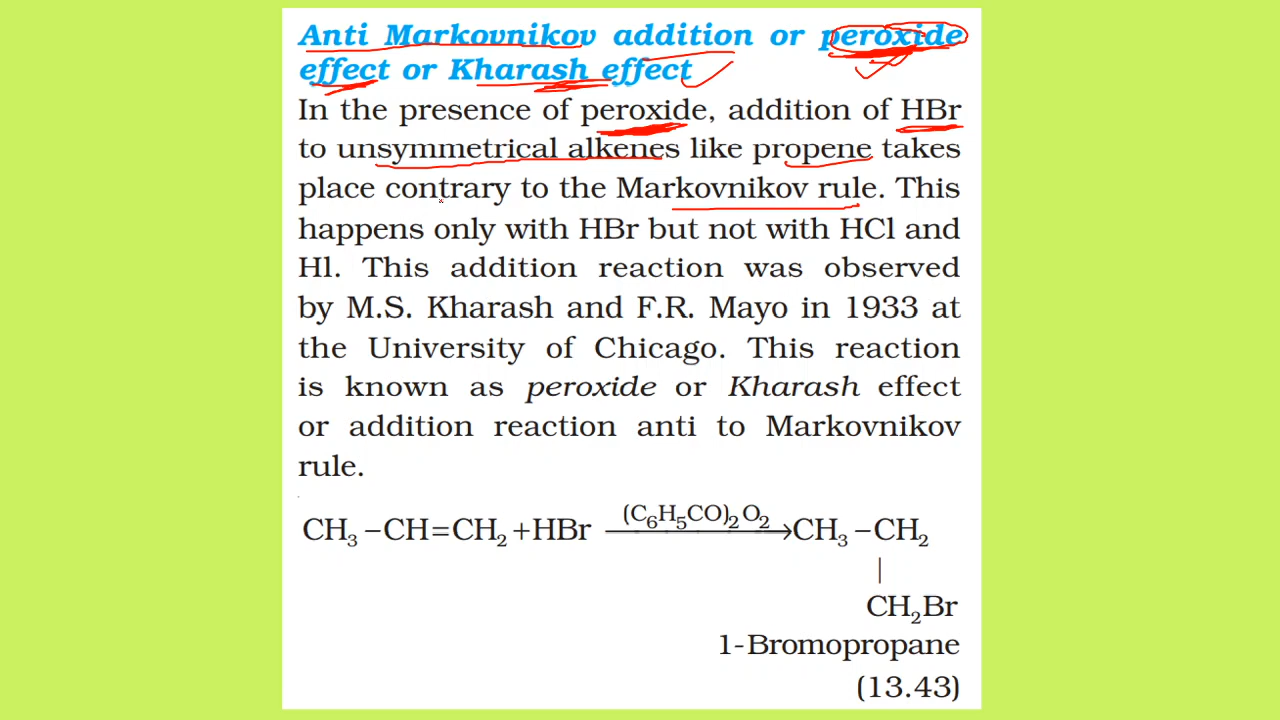 Anti Markovnikov addition or peroxide
effect or Kharash effect
In the presence of peroxide, addition of HBr
to unsymmetrical alkenes like propene takes
place contrary to the Markovnikov rule. This
happens only with HBr but not with HCl and
Hl. This addition reaction was observed
by M.S. Kharash and F.R. Mayo in 1933 at
the University of Chicago. This reaction
is known as peroxide or Kharash effect
or addition reaction anti to Markovnikov
rule.
(C₆H₅CO)₂O₂
CH₃ –CH=CH₂+HBr ⟶ CH₃ –CH₂
|
CH₂Br
1-Bromopropane
(13.43)